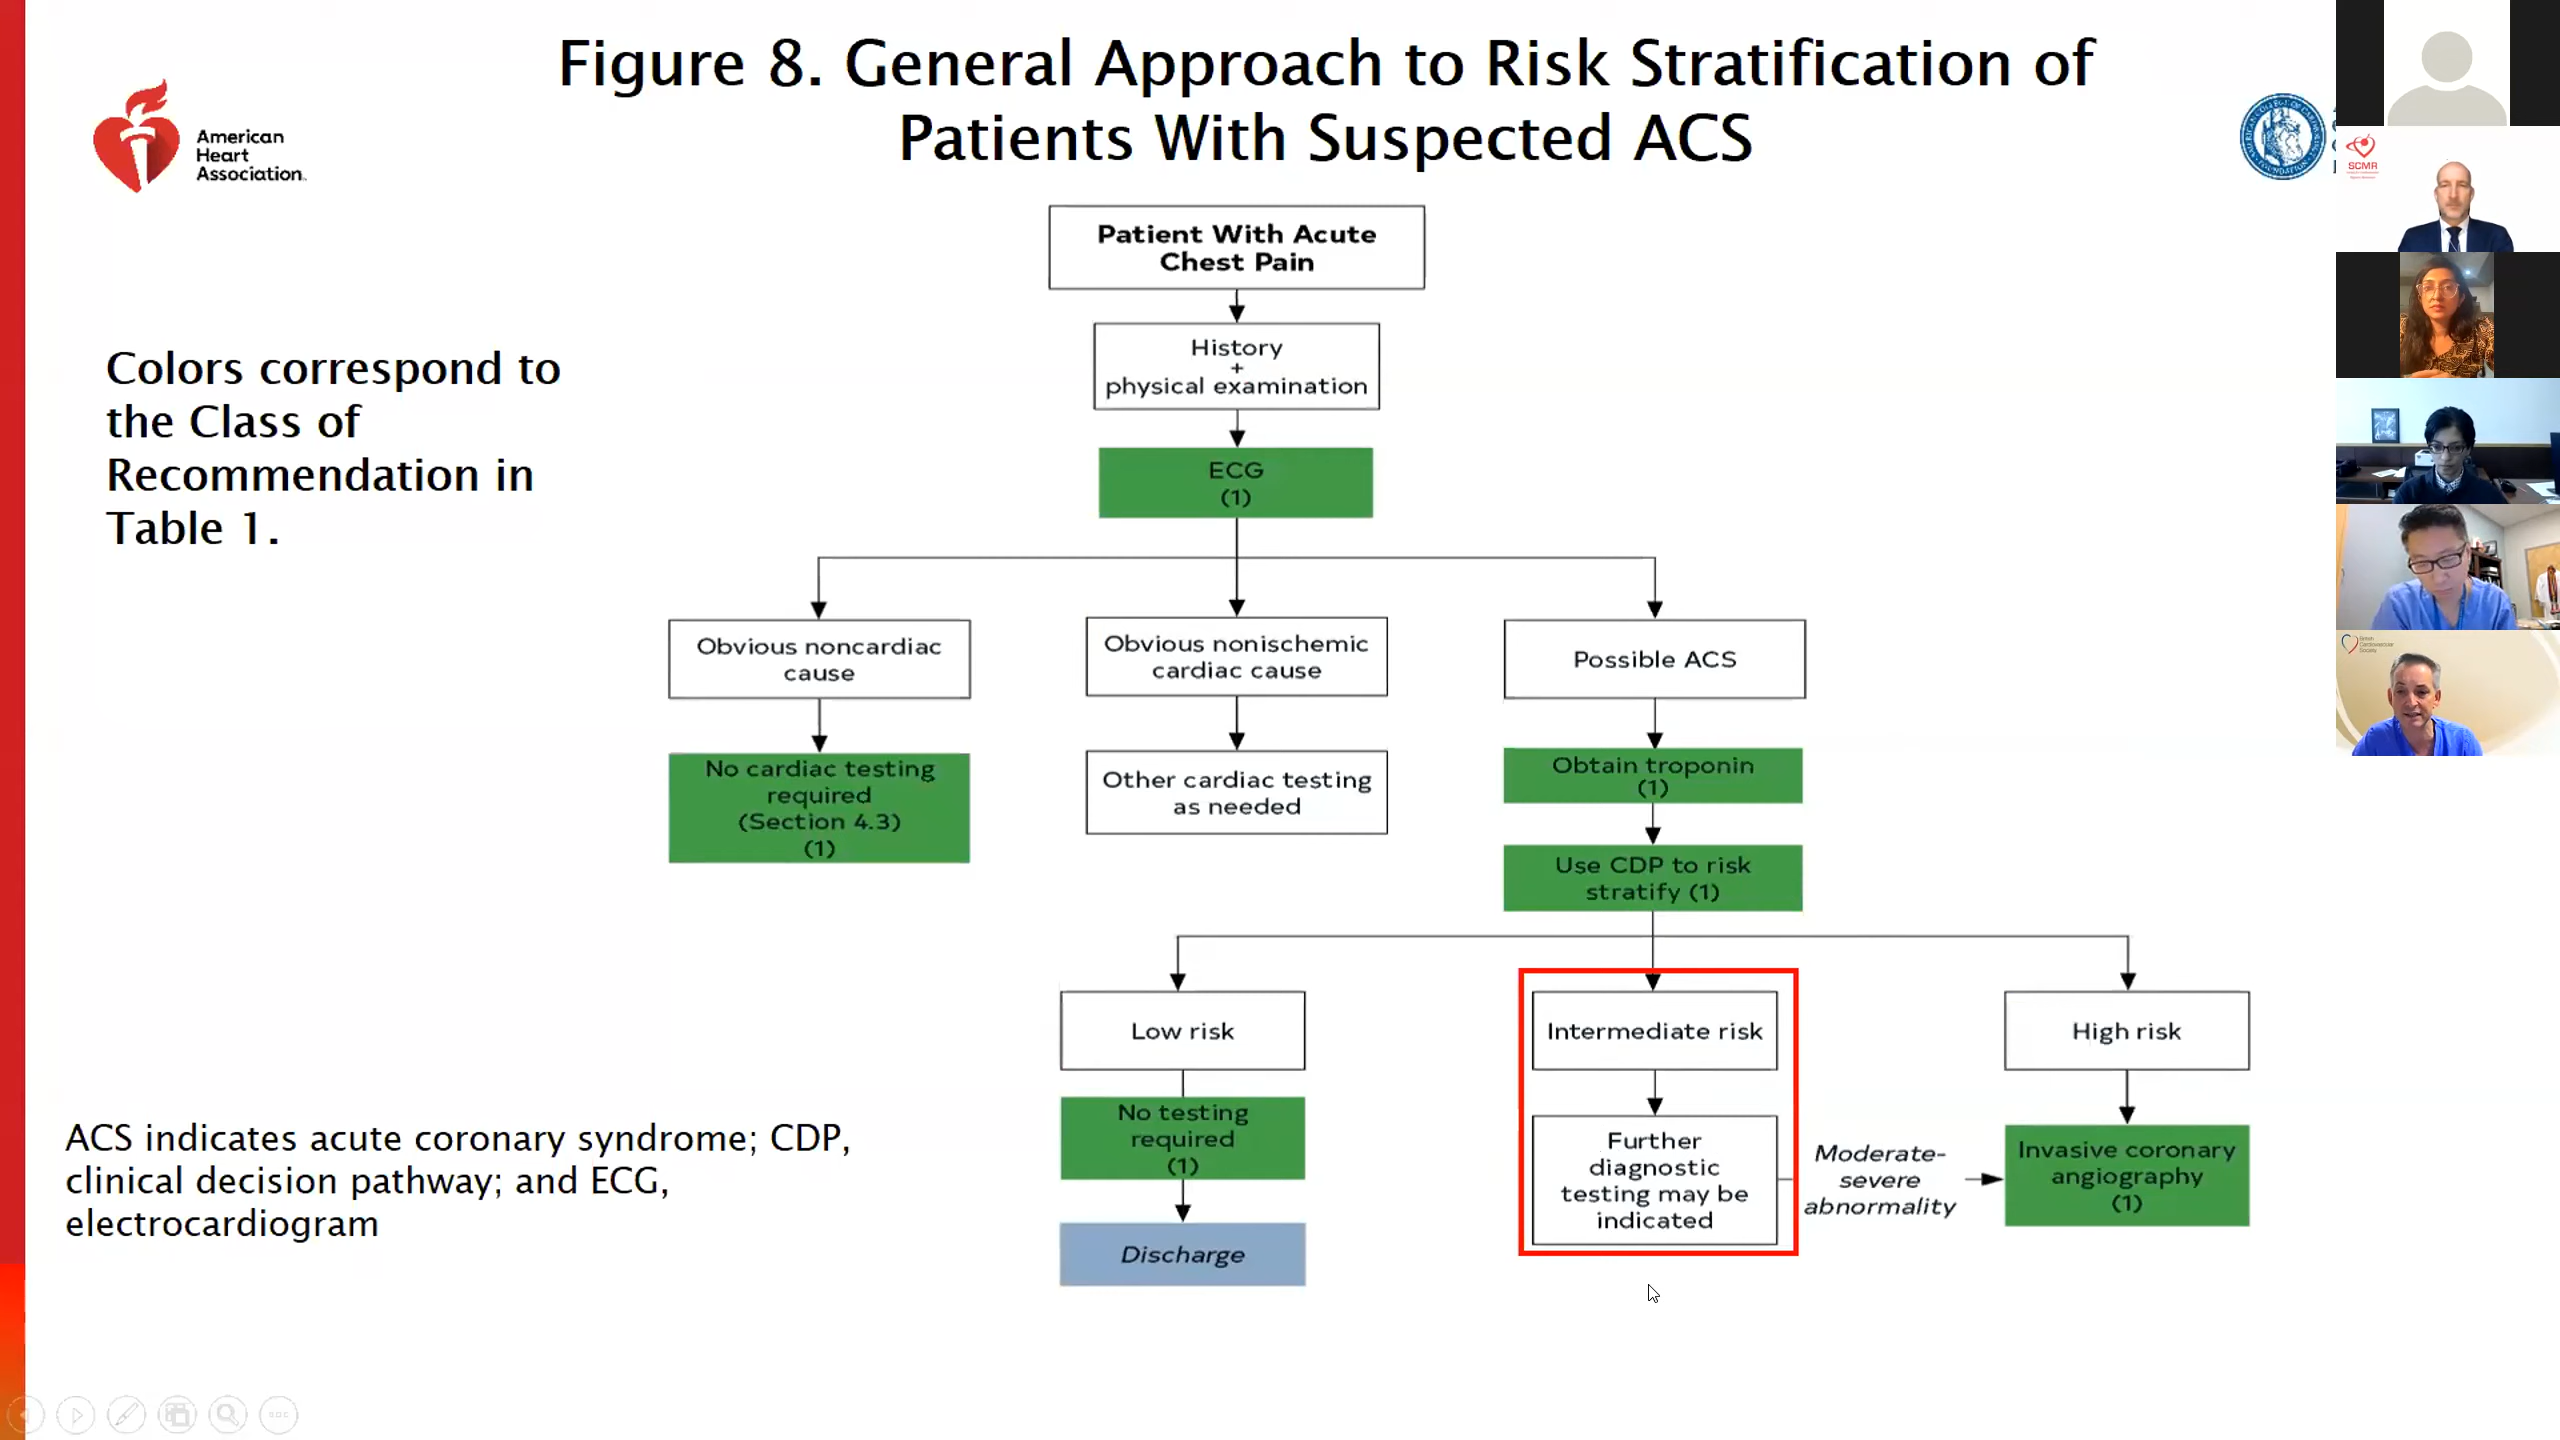 Figure 8. General Approach to Risk Stratification of
Patients With Suspected ACS
American
Heart
Association.
SCMR
Patient With Acute
Chest Pain
History
+
physical examination
Colors correspond to
the Class of
Recommendation in
Table 1.
ECG
(1)
Obvious noncardiac
cause
Obvious nonischemic
cardiac cause
Possible ACS
No cardiac testing
required
(Section 4.3)
(1)
Other cardiac testing
as needed
Obtain troponin
(1)
Use CDP to risk
stratify (1)
Low risk
Intermediate risk
High risk
No testing
required
(1)
Further
diagnostic
testing may be
indicated
Moderate-
severe
abnormality
Invasive coronary
angiography
(1)
Discharge
ACS indicates acute coronary syndrome; CDP,
clinical decision pathway; and ECG,
electrocardiogram
British
Cardiovascular
Society